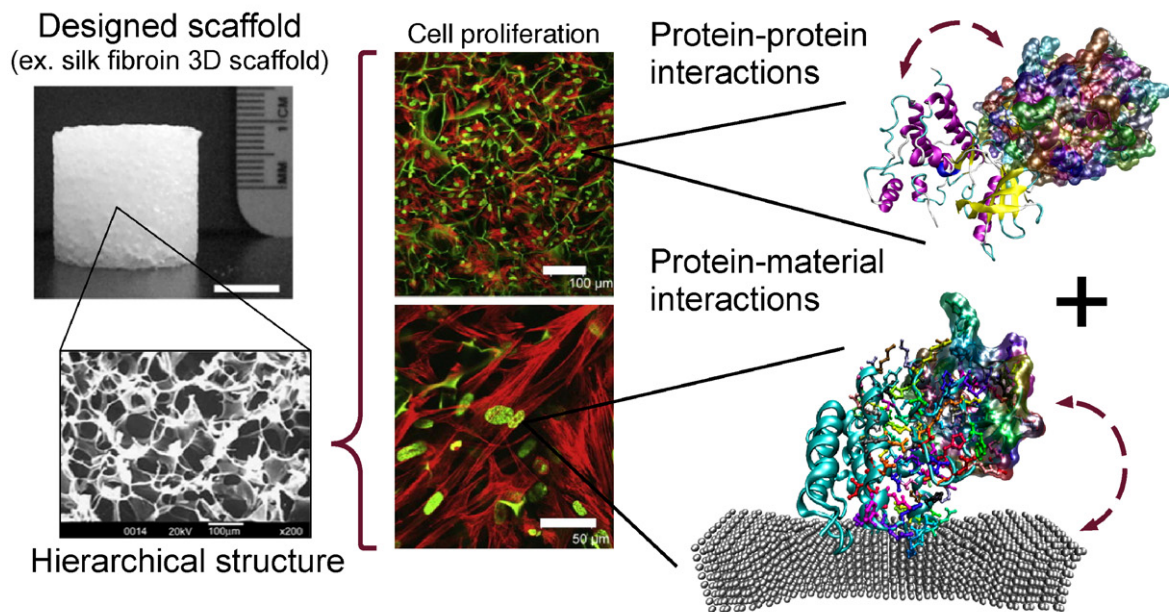 Designed scaffold
(ex. silk fibroin 3D scaffold)
1 CM
MM
0014 20kV 100µm x200
Hierarchical structure
Cell proliferation
100 µm
50 µm
Protein-protein
interactions
Protein-material
interactions
+